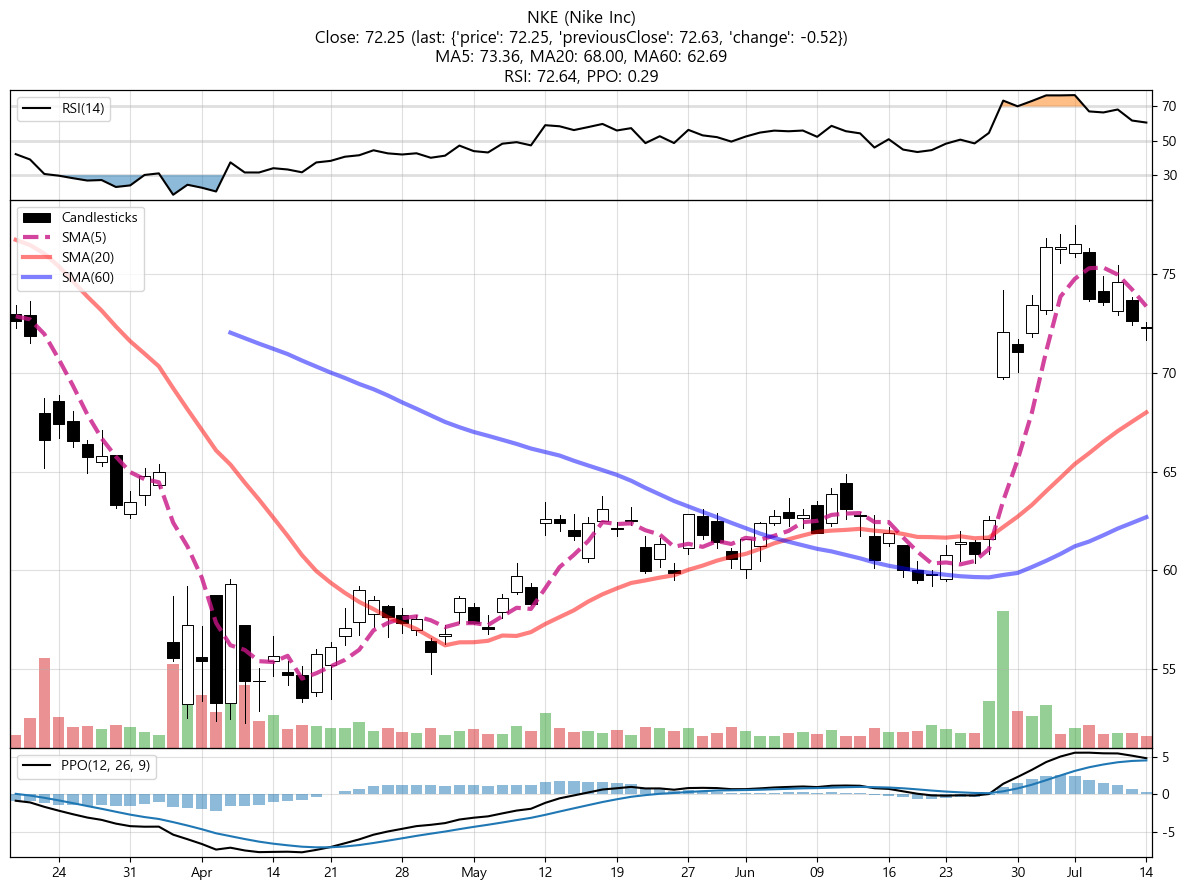 NKE (Nike Inc)
Close: 72.25 (last: {'price': 72.25, 'previousClose': 72.63, 'change': -0.52})
MA5: 73.36, MA20: 68.00, MA60: 62.69
RSI: 72.64, PPO: 0.29
RSI(14)
70
50
30
Candlesticks
SMA(5)
SMA(20)
SMA(60)
75
70
65
60
55
PPO(12, 26, 9)
5
0
-5
24 31 Apr 14 21 28 May 12 19 27 Jun 09 16 23 30 Jul 14